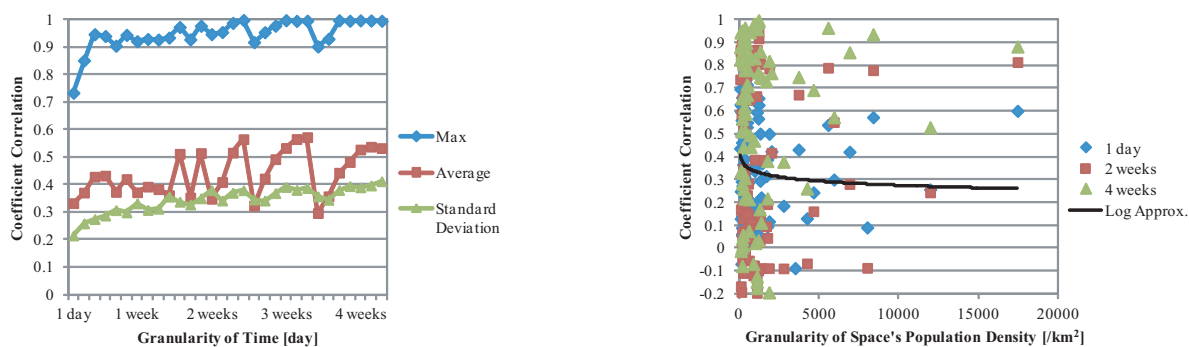 1
0.9
0.8
0.7
0.6
0.5
0.4
0.3
0.2
0.1
0
Coefficient Correlation
1 day
1 week
2 weeks
3 weeks
4 weeks
Granularity of Time [day]
Max
Average
Standard
Deviation
1
0.9
0.8
0.7
0.6
0.5
0.4
0.3
0.2
0.1
0
-0.1
-0.2
Coefficient Correlation
0
5000
10000
15000
20000
Granularity of Space's Population Density [/km²]
1 day
2 weeks
4 weeks
Log Approx.